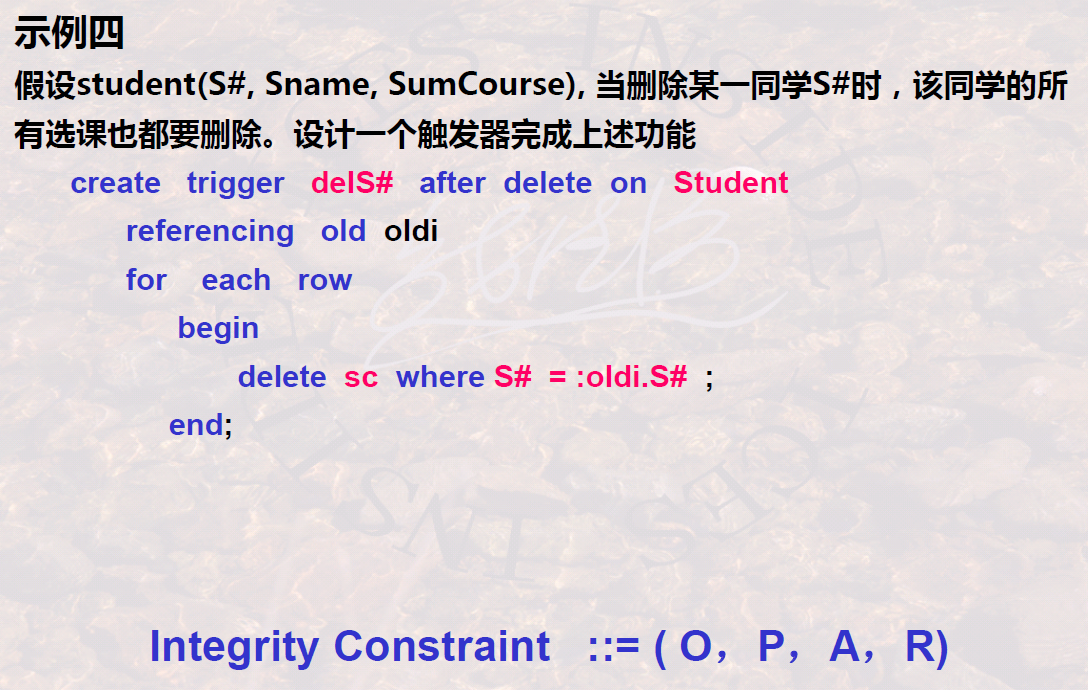 示例四
假设student(S#, Sname, SumCourse), 当删除某一同学S#时，该同学的所
有选课也都要删除。设计一个触发器完成上述功能
create trigger delS# after delete on Student
referencing old oldi
for each row
begin
delete sc where S# = :oldi.S# ;
end;
Integrity Constraint ::= ( O，P，A，R)